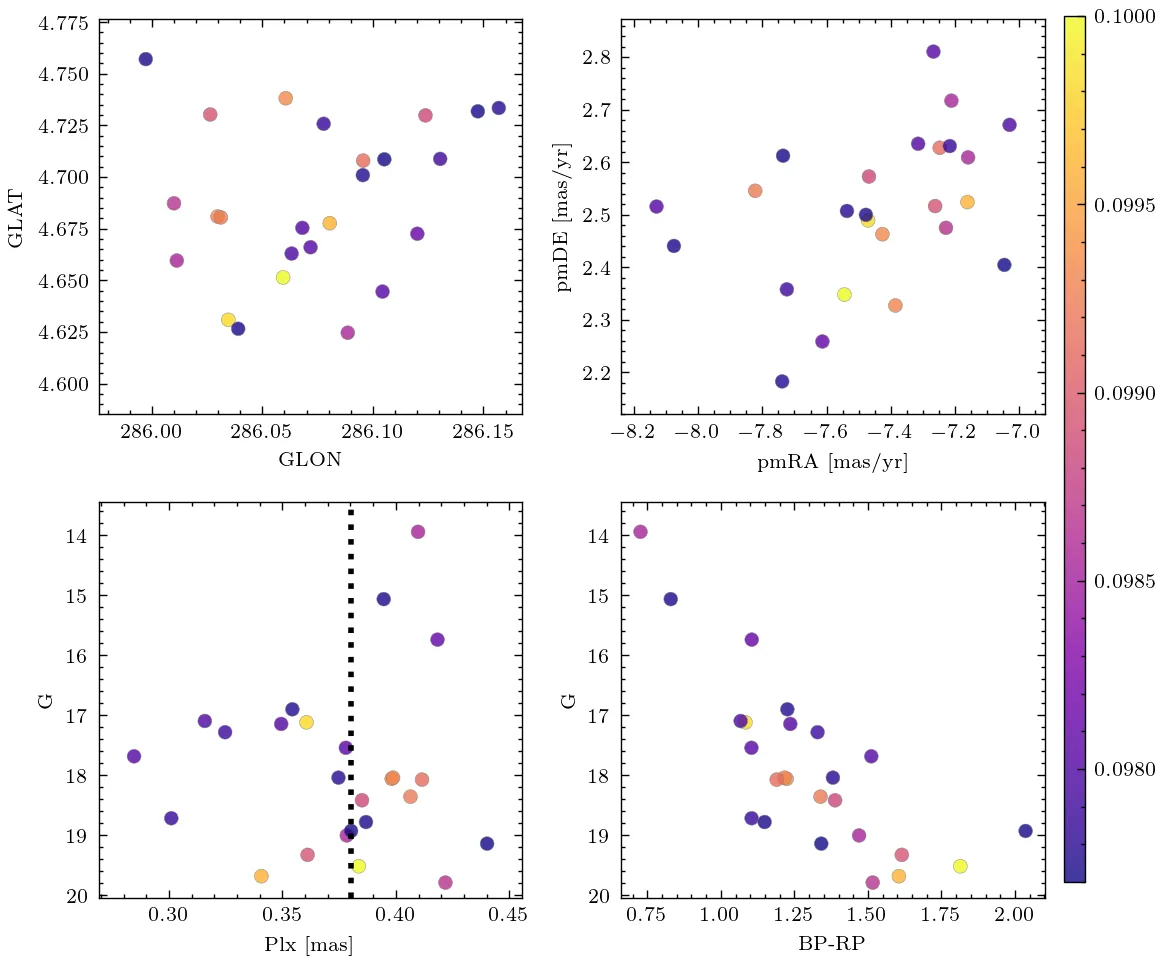 4.775
4.750
4.725
4.700
4.675
4.650
4.625
4.600
GLAT
286.00 286.05 286.10 286.15
GLON
2.8
2.7
2.6
2.5
2.4
2.3
2.2
pmDE [mas/yr]
−8.2 −8.0 −7.8 −7.6 −7.4 −7.2 −7.0
pmRA [mas/yr]
14
15
16
17
18
19
20
G
0.30 0.35 0.40 0.45
Plx [mas]
14
15
16
17
18
19
20
G
0.75 1.00 1.25 1.50 1.75 2.00
BP-RP
0.1000
0.0995
0.0990
0.0985
0.0980